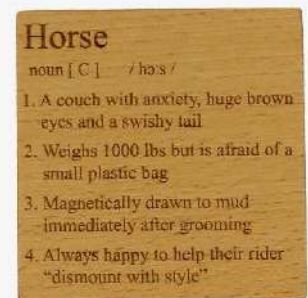 Horse
noun [ C ] / hɔːs /
1. A couch with anxiety, huge brown
eyes and a swishy tail
2. Weighs 1000 lbs but is afraid of a
small plastic bag
3. Magnetically drawn to mud
immediately after grooming
4. Always happy to help their rider
“dismount with style”